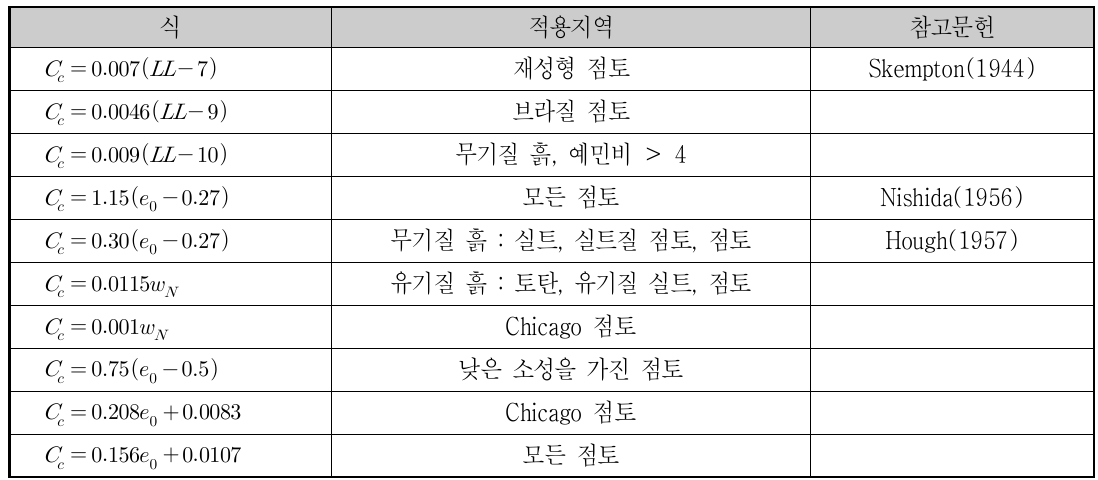 식 적용지역 참고문헌
C_c = 0.007(LL-7) 재성형 점토 Skempton(1944)
C_c = 0.0046(LL-9) 브라질 점토
C_c = 0.009(LL-10) 무기질 흙, 예민비 > 4
C_c = 1.15(e_0-0.27) 모든 점토 Nishida(1956)
C_c = 0.30(e_0-0.27) 무기질 흙 : 실트, 실트질 점토, 점토 Hough(1957)
C_c = 0.0115w_N 유기질 흙 : 토탄, 유기질 실트, 점토
C_c = 0.001w_N Chicago 점토
C_c = 0.75(e_0-0.5) 낮은 소성을 가진 점토
C_c = 0.208e_0+0.0083 Chicago 점토
C_c = 0.156e_0+0.0107 모든 점토